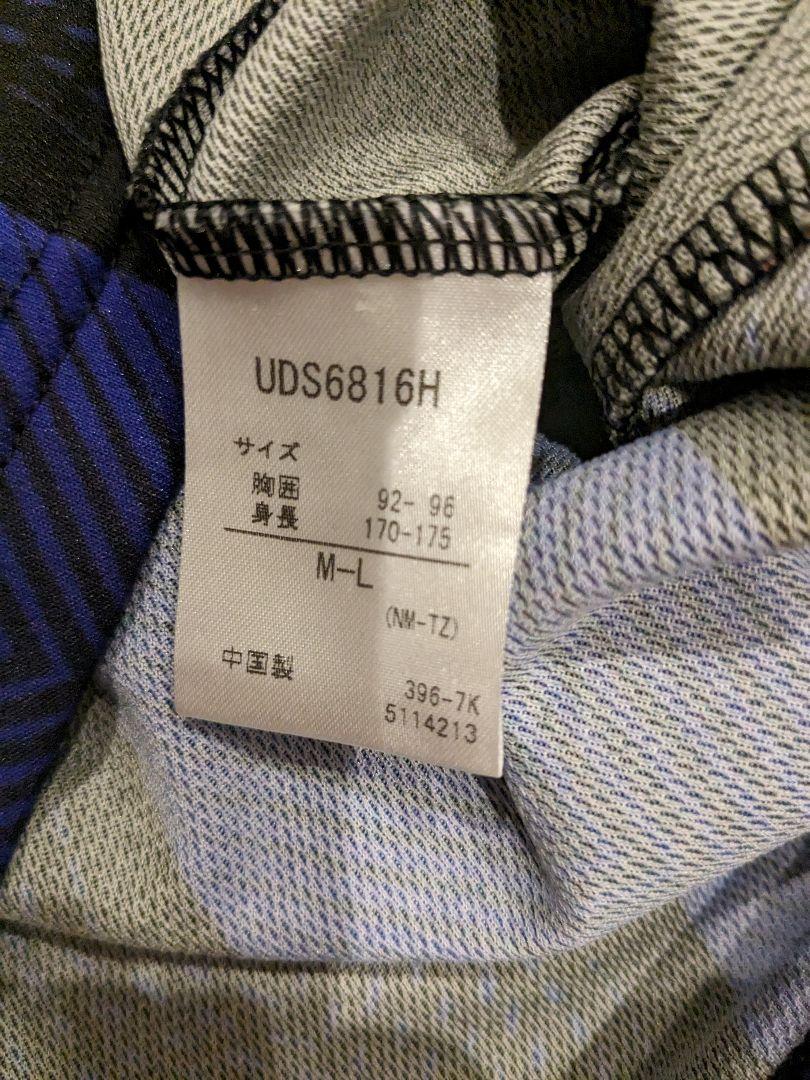 UDS6816H
サイズ
胸囲 92- 96
身長 170-175
M-L
(NM-TZ)
中国製
396-7K
5114213